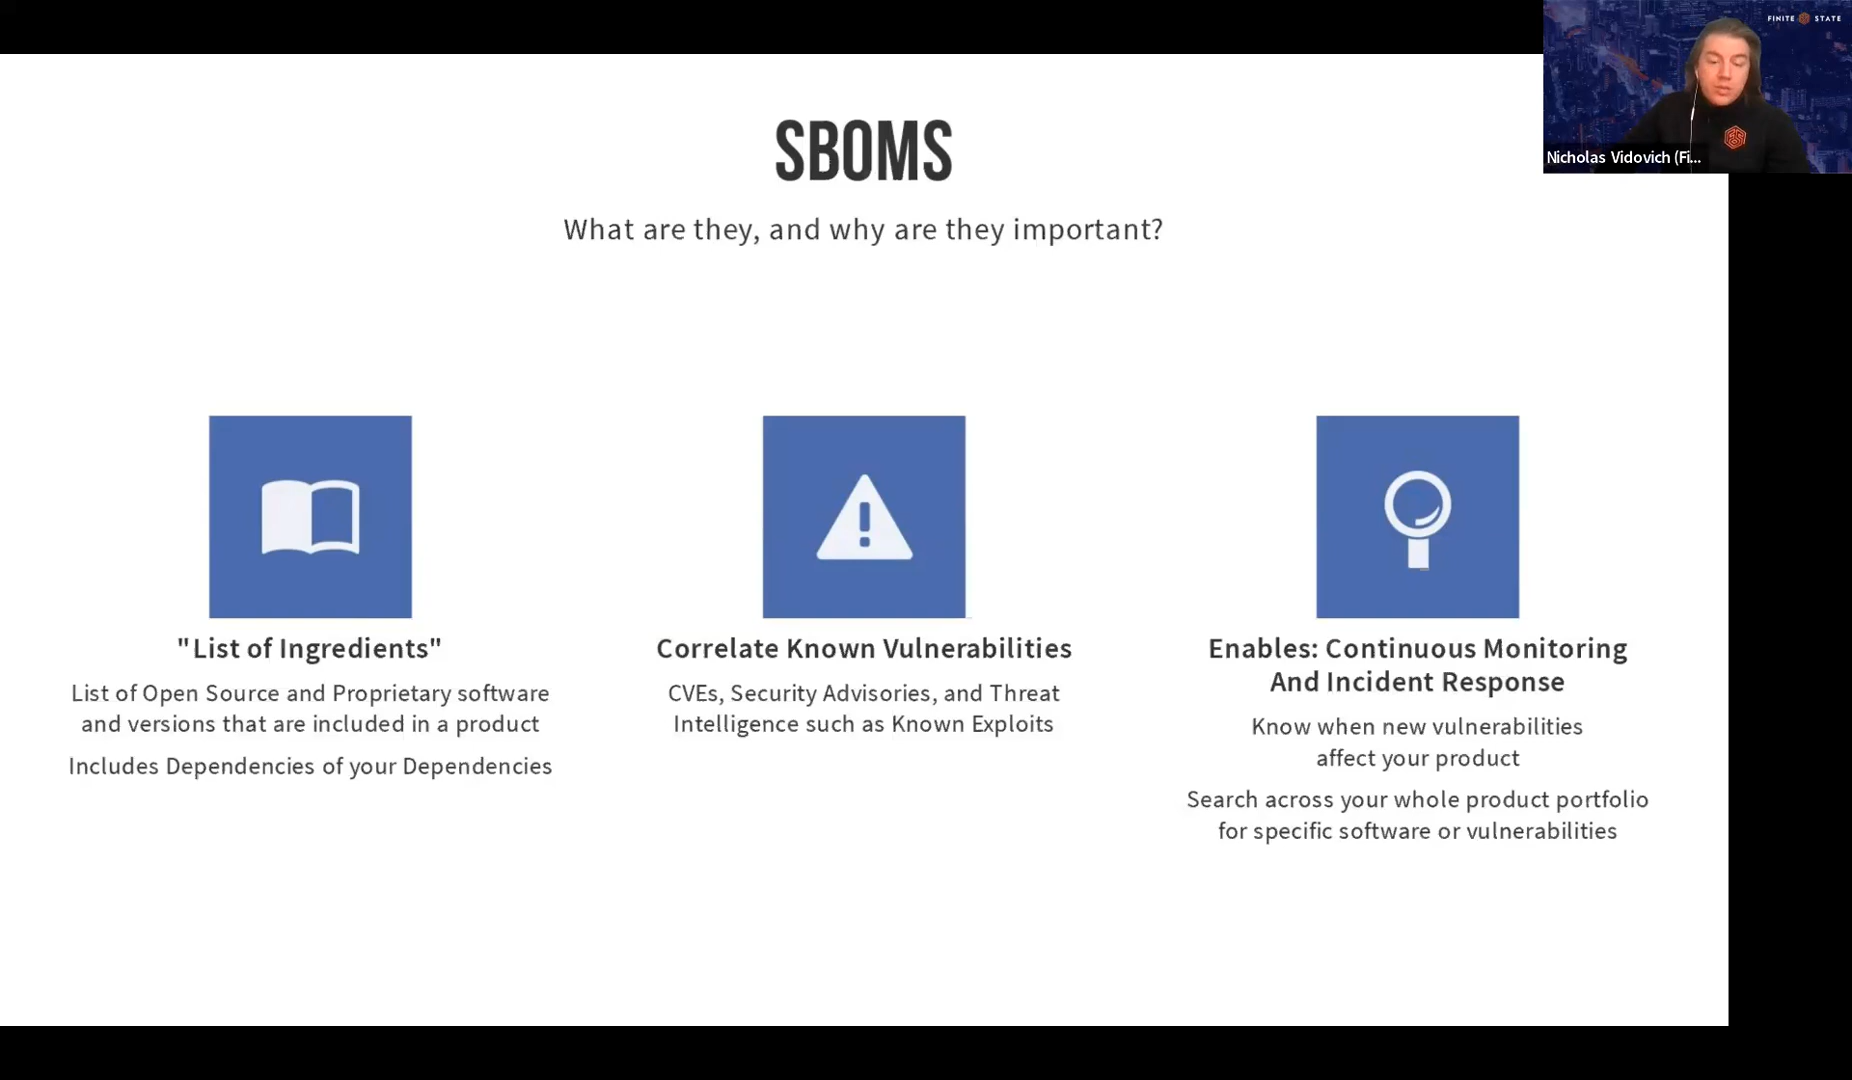 FINITE STATE
Nicholas Vidovich (Fi...
SBOMS
What are they, and why are they important?
"List of Ingredients"
List of Open Source and Proprietary software
and versions that are included in a product
Includes Dependencies of your Dependencies
Correlate Known Vulnerabilities
CVEs, Security Advisories, and Threat
Intelligence such as Known Exploits
Enables: Continuous Monitoring
And Incident Response
Know when new vulnerabilities
affect your product
Search across your whole product portfolio
for specific software or vulnerabilities